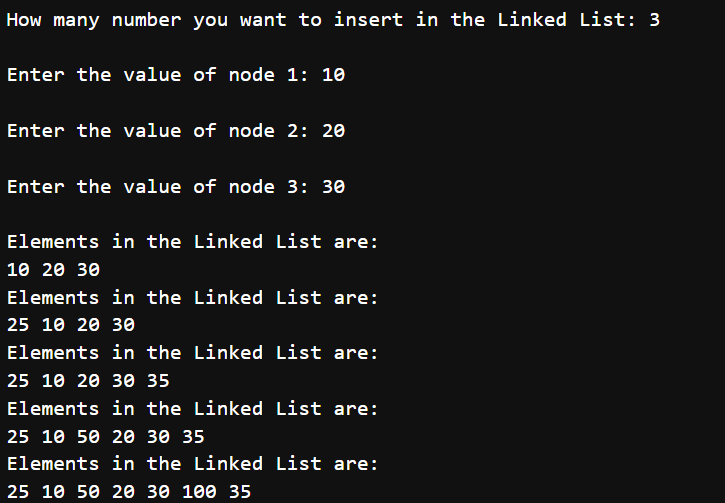 How many number you want to insert in the Linked List: 3
Enter the value of node 1: 10
Enter the value of node 2: 20
Enter the value of node 3: 30
Elements in the Linked List are:
10 20 30
Elements in the Linked List are:
25 10 20 30
Elements in the Linked List are:
25 10 20 30 35
Elements in the Linked List are:
25 10 50 20 30 35
Elements in the Linked List are:
25 10 50 20 30 100 35